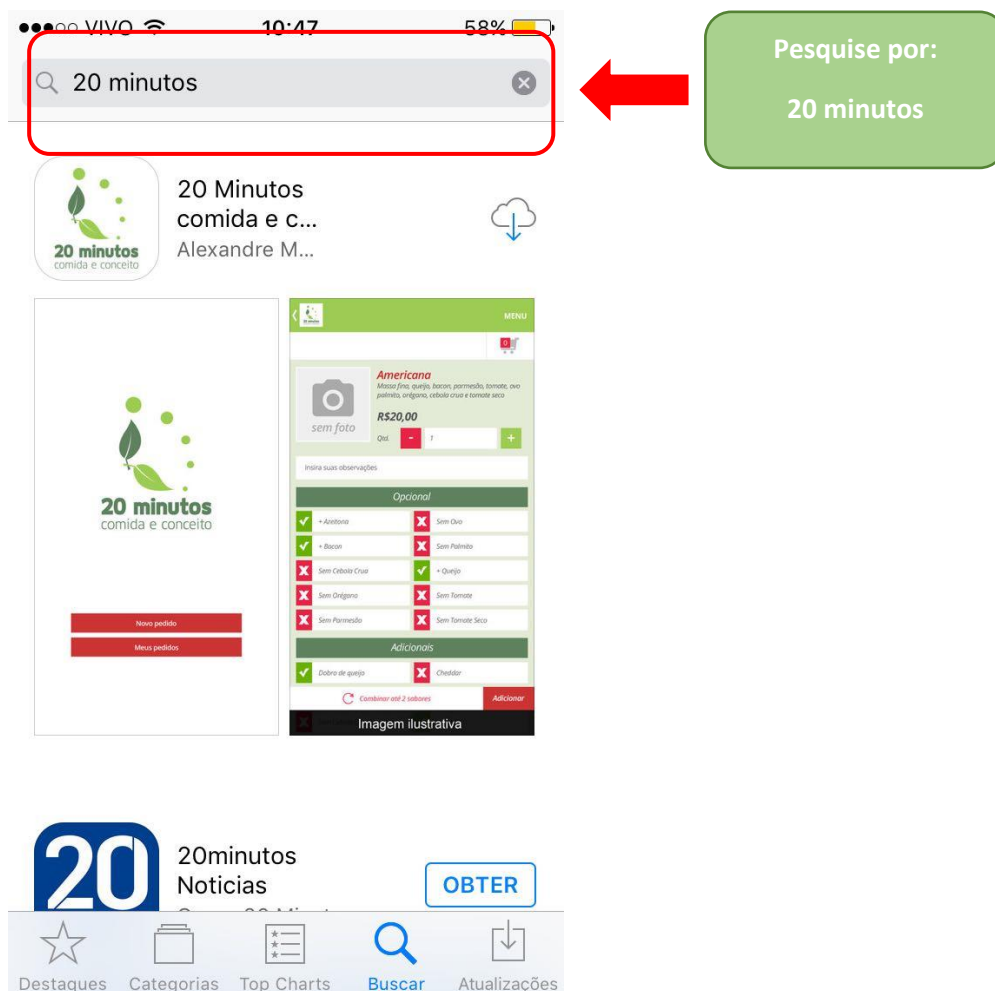 VIVO 10:47 58%
20 minutos
Pesquise por:
20 minutos
20 Minutos
comida e c...
Alexandre M...
20 minutos
comida e conceito
20 minutos
comida e conceito
Novo pedido
Meus pedidos
MENU
0
Americana
Massa fina, queijo, bacon, parmesão, tomate, ovo
palmito, orégano, cebola crua e tomate seco
R$20,00
sem foto
Qtd. - 1 +
Insira suas observações
Opcional
+ Azeitona Sem Ovo
+ Bacon Sem Palmito
Sem Cebola Crua + Queijo
Sem Orégano Sem Tomate
Sem Parmesão Sem Tomate Seco
Adicionais
Dobro de queijo Cheddar
Combinar até 2 sabores Adicionar
Imagem ilustrativa
20
20minutos
Noticias
OBTER
Destaques Categorias Top Charts Buscar Atualizações